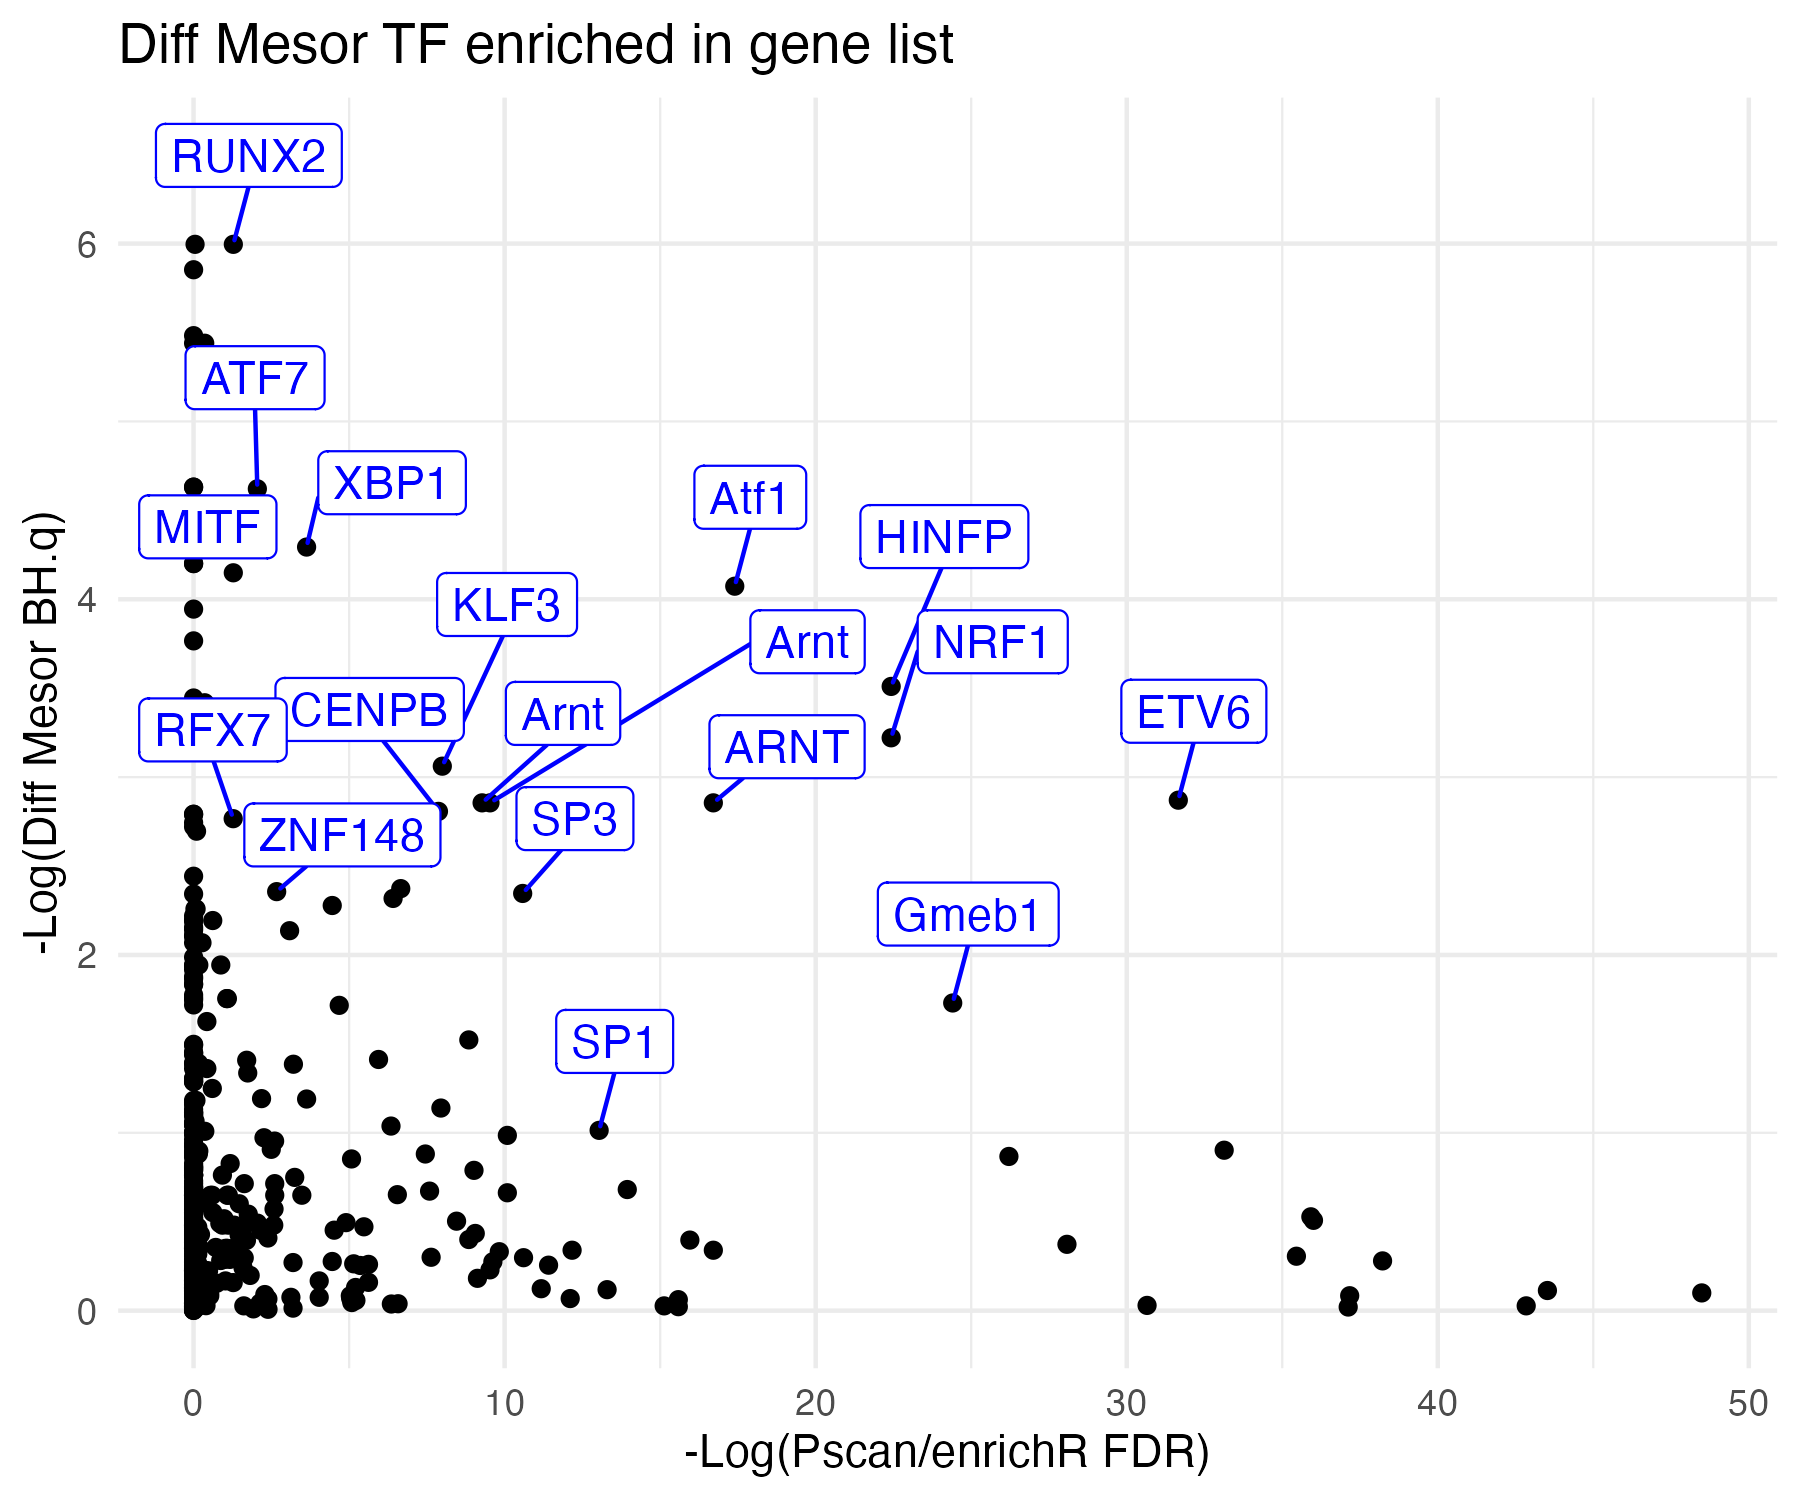 Diff Mesor TF enriched in gene list
RUNX2
ATF7
XBP1
MITF
Atf1
HINFP
KLF3
Arnt
NRF1
RFX7
CENPB
Arnt
ARNT
ETV6
ZNF148
SP3
Gmeb1
SP1
-Log(Diff Mesor BH.q)
6
4
2
0
0 10 20 30 40 50
-Log(Pscan/enrichR FDR)